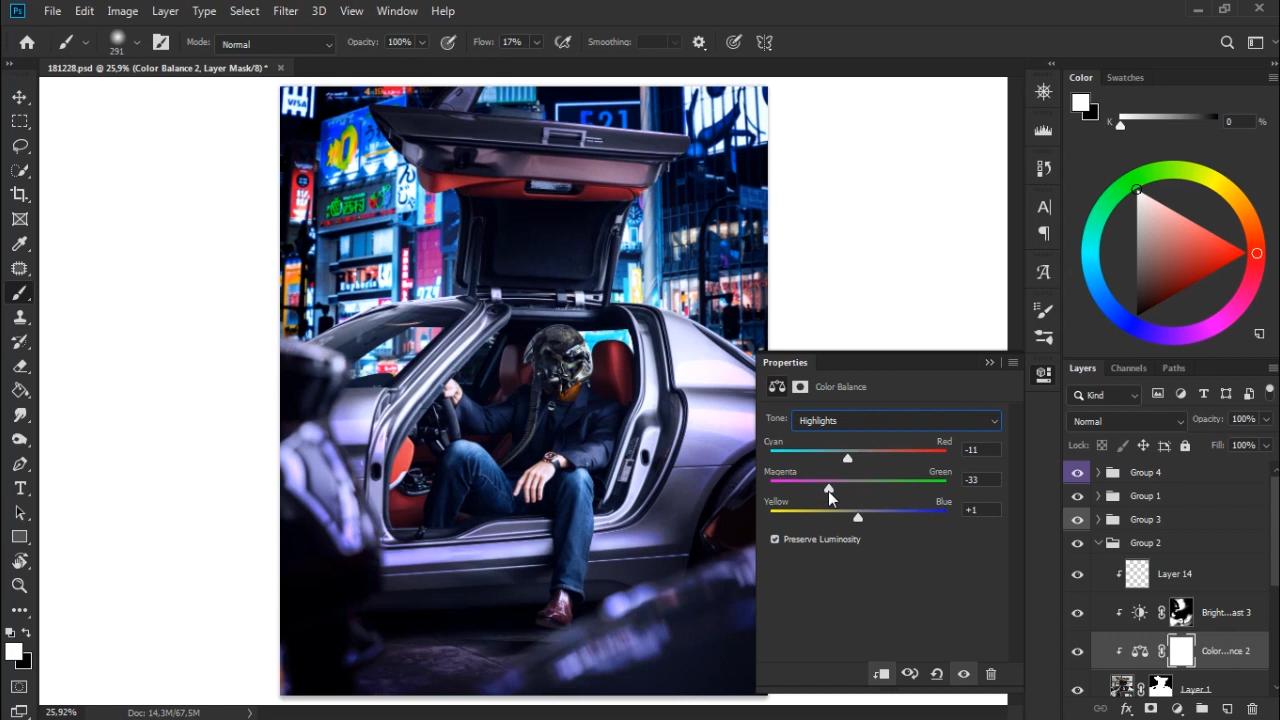 Ps File Edit Image Layer Type Select Filter 3D View Window Help
291 Mode: Normal Opacity: 100% Flow: 17% Smoothing:
181228.psd @ 25,9% (Color Balance 2, Layer Mask/8) * ×
Color Swatches
K 0 %
VISA
Properties
Color Balance
Tone: Highlights
Cyan Red -11
Magenta Green -33
Yellow Blue +1
Preserve Luminosity
Layers Channels Paths
Kind
Normal Opacity: 100%
Lock: Fill: 100%
Group 4
Group 1
Group 3
Group 2
Layer 14
Bright...ast 3
Color...nce 2
Layer 1
25,92% Doc: 14,3M/67,5M